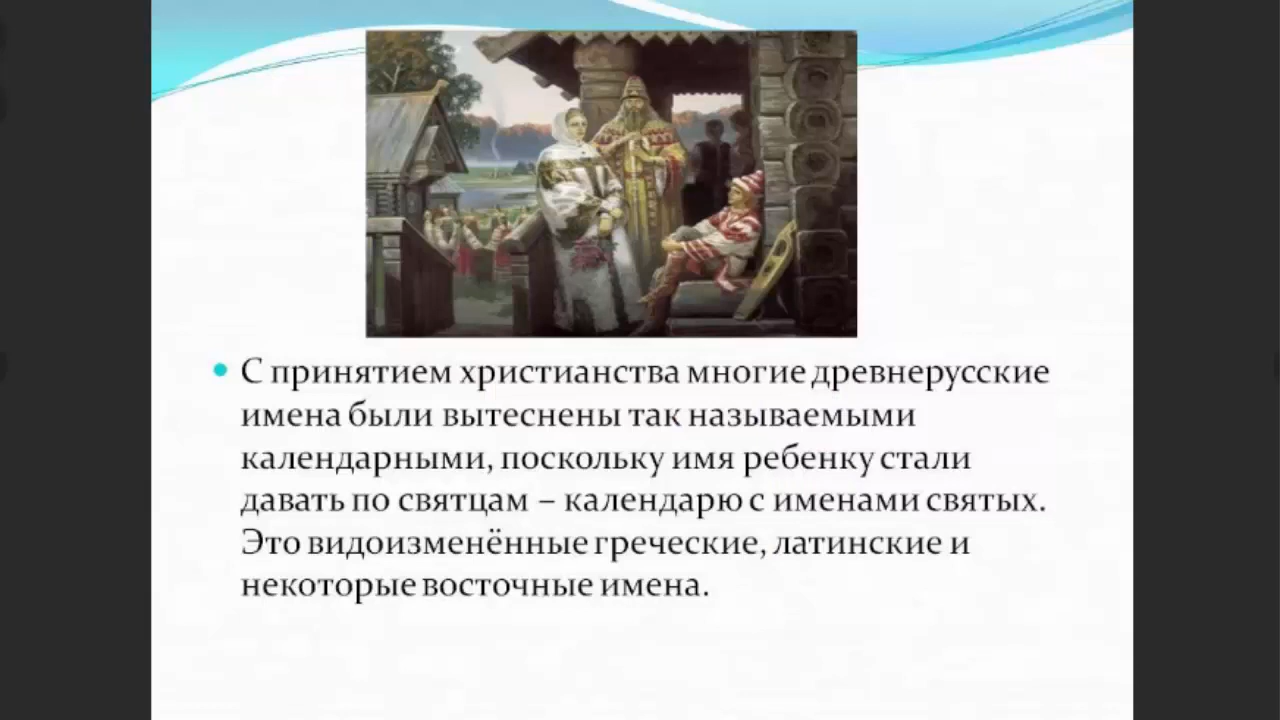 С принятием христианства многие древнерусские
имена были вытеснены так называемыми
календарными, поскольку имя ребенку стали
давать по святцам – календарю с именами святых.
Это видоизменённые греческие, латинские и
некоторые восточные имена.